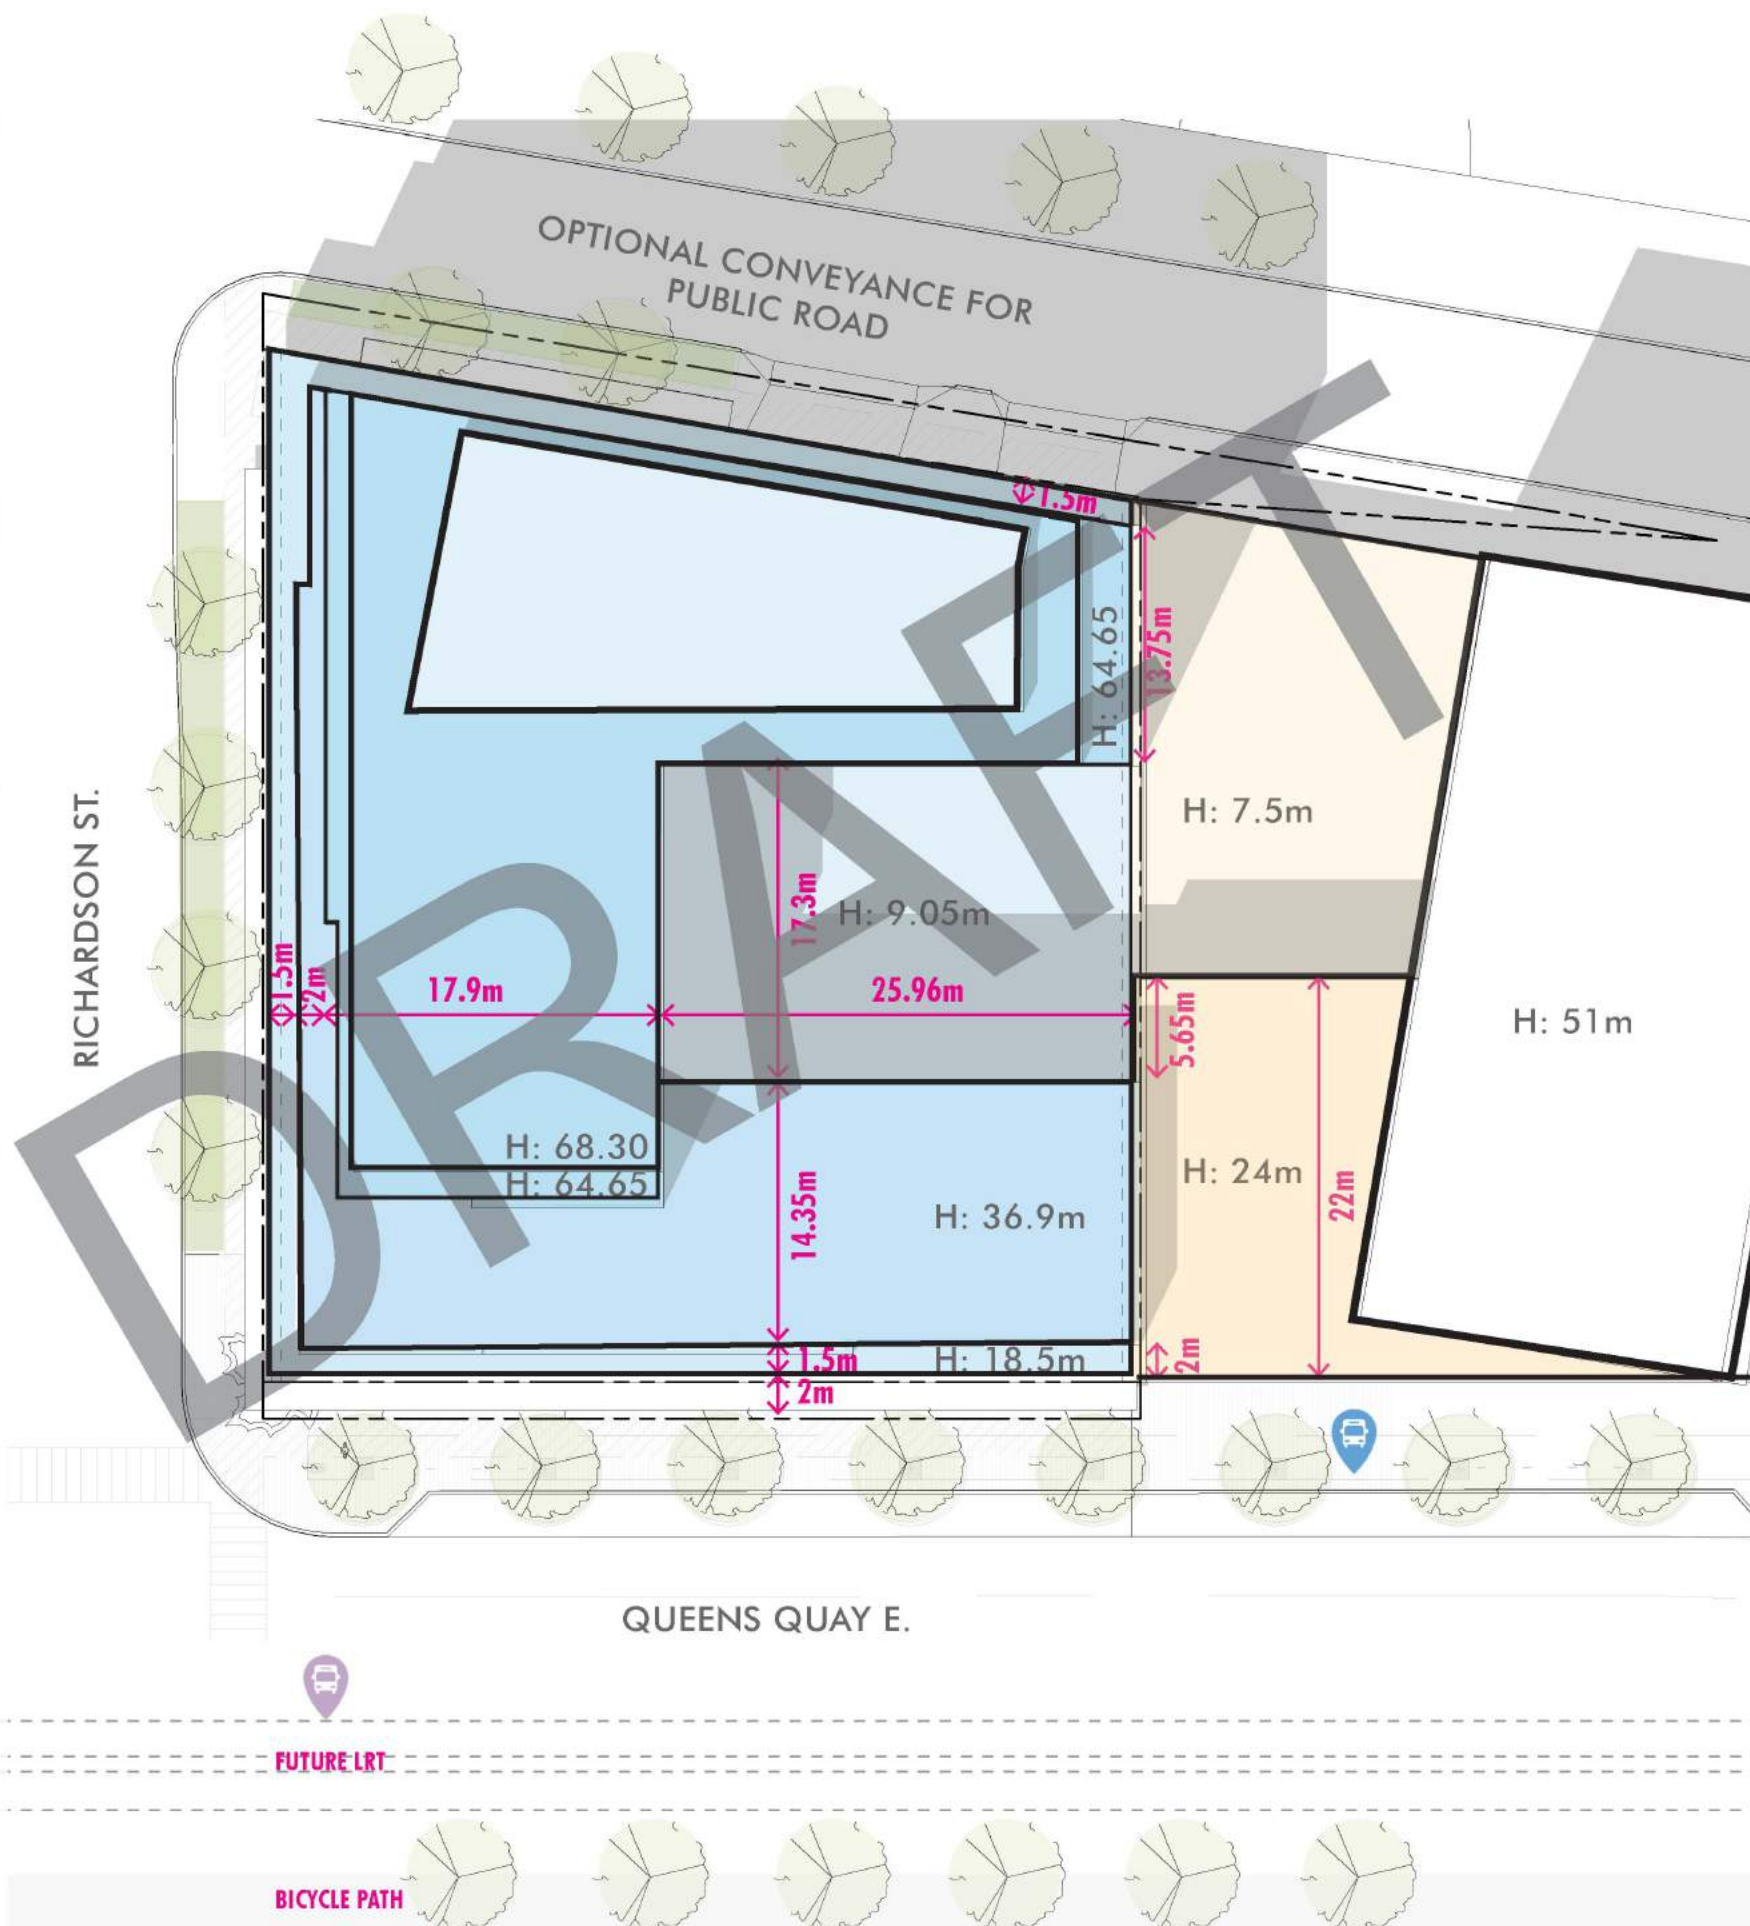 OPTIONAL CONVEYANCE FOR
PUBLIC ROAD
1.5m
H: 64.65
13.75m
H: 7.5m
RICHARDSON ST.
17.3m
H: 9.05m
1.5m
2m
17.9m
25.96m
5.65m
H: 51m
H: 68.30
H: 64.65
14.35m
H: 36.9m
H: 24m
22m
1.5m
H: 18.5m
2m
2m
DRAFT
QUEENS QUAY E.
FUTURE LRT
BICYCLE PATH